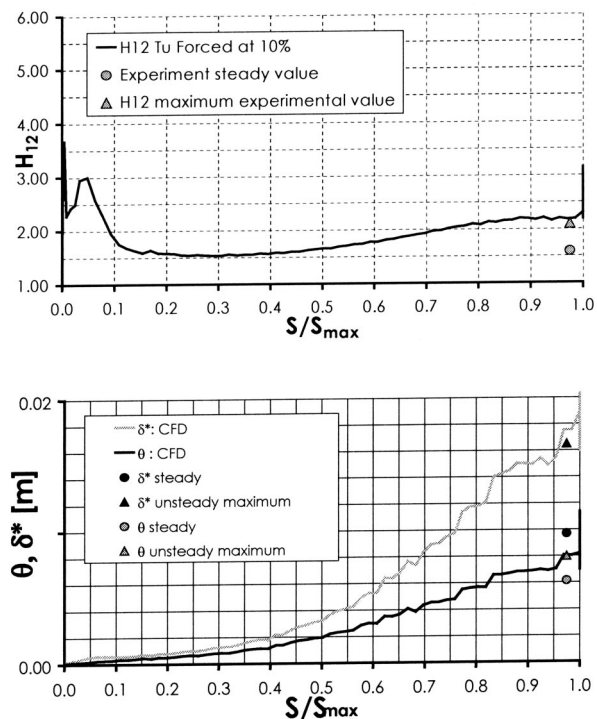 6.00
5.00
4.00
3.00
2.00
1.00
H12
H12 Tu Forced at 10%
Experiment steady value
H12 maximum experimental value
0.0 0.1 0.2 0.3 0.4 0.5 0.6 0.7 0.8 0.9 1.0
S/Smax
0.02
0.00
θ, δ* [m]
δ*: CFD
θ : CFD
δ* steady
δ* unsteady maximum
θ steady
θ unsteady maximum
0.0 0.1 0.2 0.3 0.4 0.5 0.6 0.7 0.8 0.9 1.0
S/Smax